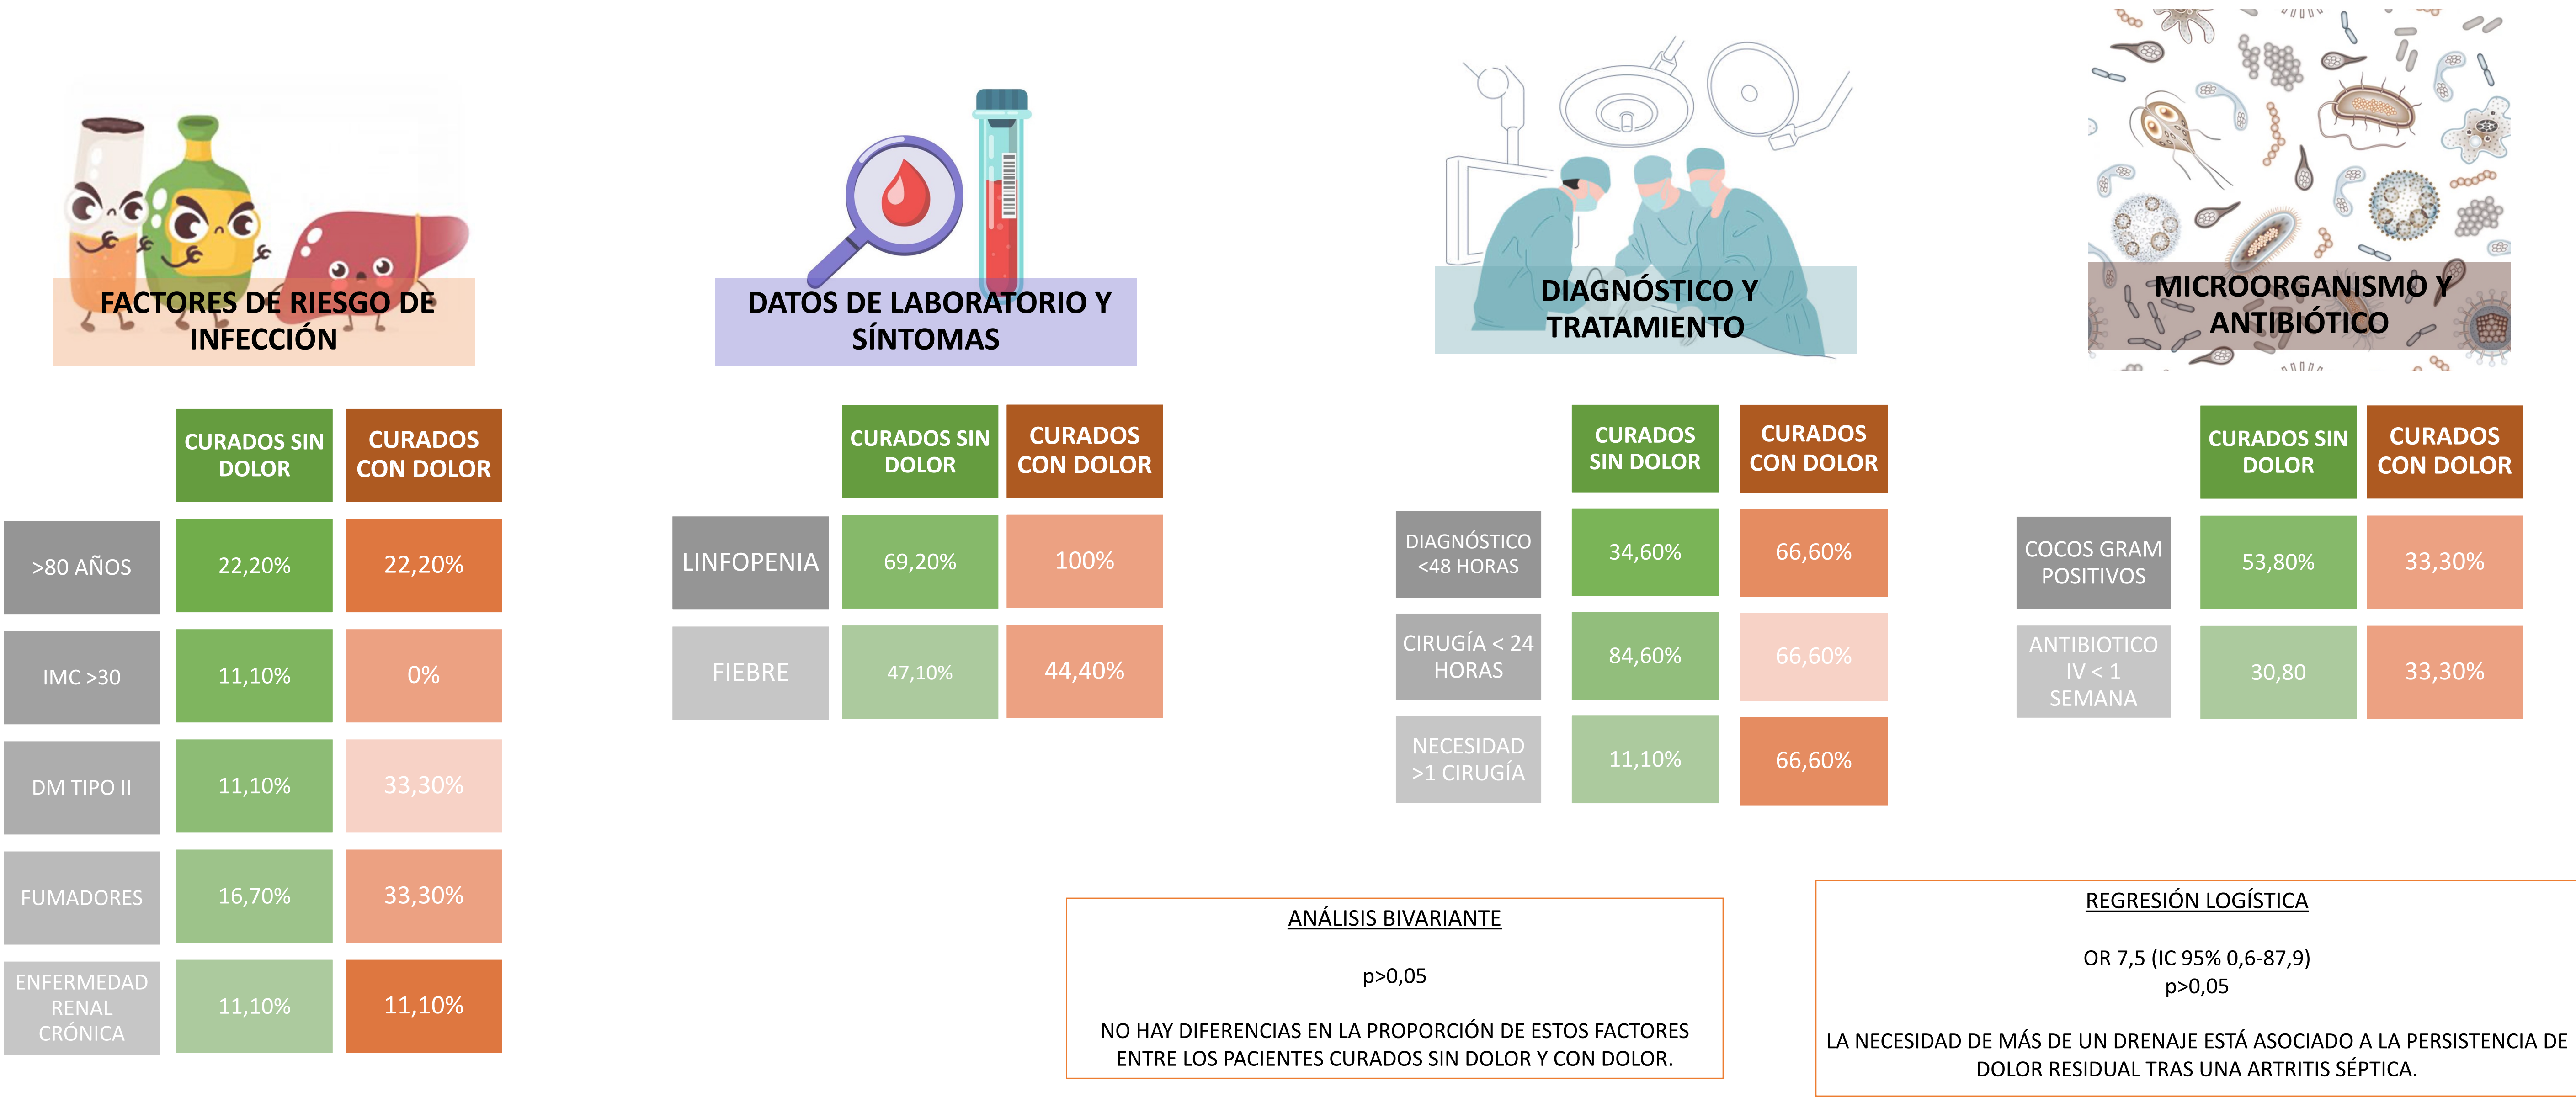 FACTORES DE RIESGO DE
INFECCIÓN
CURADOS SIN
DOLOR
CURADOS
CON DOLOR
>80 AÑOS
22,20%
22,20%
IMC >30
11,10%
0%
DM TIPO II
11,10%
33,30%
FUMADORES
16,70%
33,30%
ENFERMEDAD
RENAL
CRÓNICA
11,10%
11,10%
DATOS DE LABORATORIO Y
SÍNTOMAS
CURADOS SIN
DOLOR
CURADOS
CON DOLOR
LINFOPENIA
69,20%
100%
FIEBRE
47,10%
44,40%
DIAGNÓSTICO Y
TRATAMIENTO
CURADOS
SIN DOLOR
CURADOS
CON DOLOR
DIAGNÓSTICO
<48 HORAS
34,60%
66,60%
CIRUGÍA < 24
HORAS
84,60%
66,60%
NECESIDAD
>1 CIRUGÍA
11,10%
66,60%
MICROORGANISMO Y
ANTIBIÓTICO
CURADOS SIN
DOLOR
CURADOS
CON DOLOR
COCOS GRAM
POSITIVOS
53,80%
33,30%
ANTIBIOTICO
IV < 1
SEMANA
30,80
33,30%
ANÁLISIS BIVARIANTE
p>0,05
NO HAY DIFERENCIAS EN LA PROPORCIÓN DE ESTOS FACTORES
ENTRE LOS PACIENTES CURADOS SIN DOLOR Y CON DOLOR.
REGRESIÓN LOGÍSTICA
OR 7,5 (IC 95% 0,6-87,9)
p>0,05
LA NECESIDAD DE MÁS DE UN DRENAJE ESTÁ ASOCIADO A LA PERSISTENCIA DE
DOLOR RESIDUAL TRAS UNA ARTRITIS SÉPTICA.